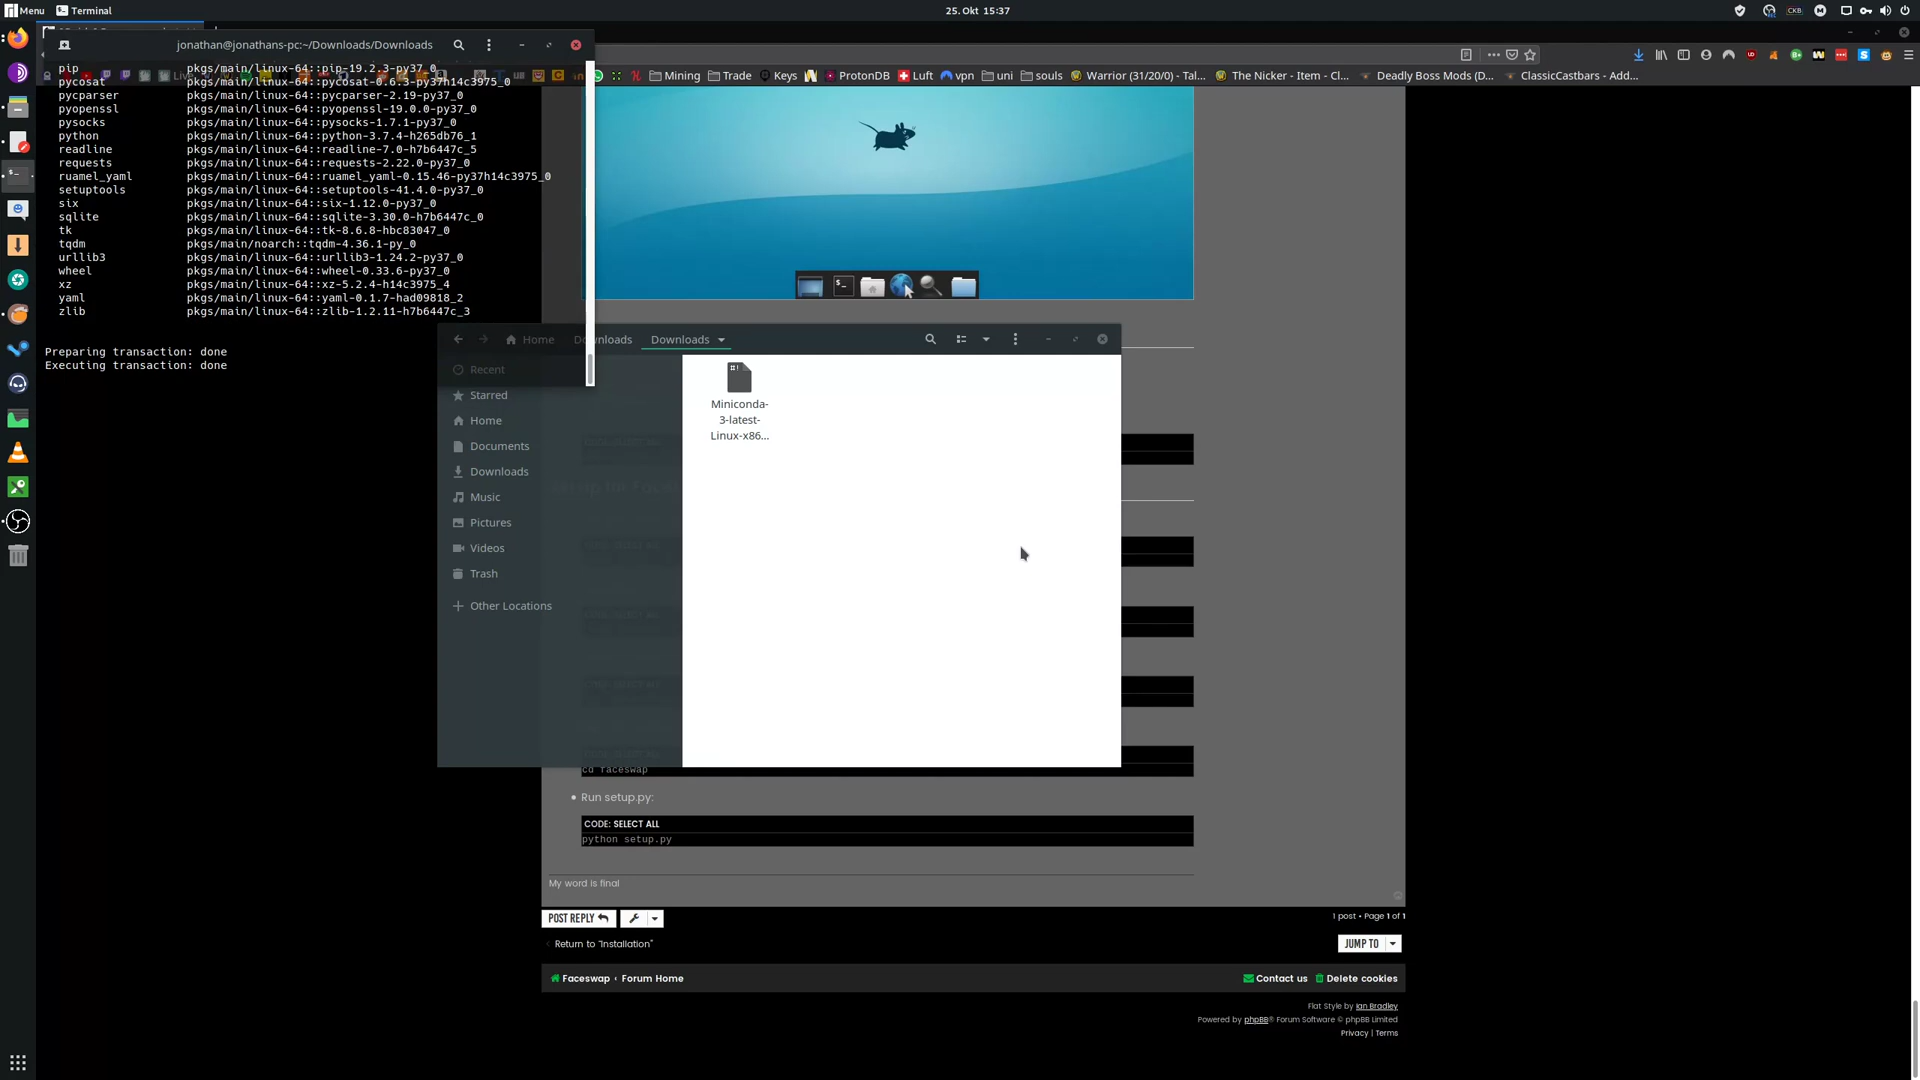 Menu
Terminal
25. Okt 15:37
jonathan@jonathans-pc:~/Downloads/Downloads
Mining
Trade
Keys
ProtonDB
Luft
vpn
uni
souls
Warrior (31/20/0) - Tal...
The Nicker - Item - Cl...
Deadly Boss Mods (D...
ClassicCastbars - Add...
pip pkgs/main/linux-64::pip-19.2.3-py37_0
pycosat pkgs/main/linux-64::pycosat-0.6.3-py37h14c3975_0
pycparser pkgs/main/linux-64::pycparser-2.19-py37_0
pyopenssl pkgs/main/linux-64::pyopenssl-19.0.0-py37_0
pysocks pkgs/main/linux-64::pysocks-1.7.1-py37_0
python pkgs/main/linux-64::python-3.7.4-h265db76_1
readline pkgs/main/linux-64::readline-7.0-h7b6447c_5
requests pkgs/main/linux-64::requests-2.22.0-py37_0
ruamel_yaml pkgs/main/linux-64::ruamel_yaml-0.15.46-py37h14c3975_0
setuptools pkgs/main/linux-64::setuptools-41.4.0-py37_0
six pkgs/main/linux-64::six-1.12.0-py37_0
sqlite pkgs/main/linux-64::sqlite-3.30.0-h7b6447c_0
tk pkgs/main/linux-64::tk-8.6.8-hbc83047_0
tqdm pkgs/main/noarch::tqdm-4.36.1-py_0
urllib3 pkgs/main/linux-64::urllib3-1.24.2-py37_0
wheel pkgs/main/linux-64::wheel-0.33.6-py37_0
xz pkgs/main/linux-64::xz-5.2.4-h14c3975_4
yaml pkgs/main/linux-64::yaml-0.1.7-had09818_2
zlib pkgs/main/linux-64::zlib-1.2.11-h7b6447c_3
Preparing transaction: done
Executing transaction: done
Home
Downloads
Downloads
Recent
Starred
Home
Documents
Downloads
Music
Pictures
Videos
Trash
Other Locations
Miniconda-
3-latest-
Linux-x86...
cd faceswap
Run setup.py:
CODE: SELECT ALL
python setup.py
My word is final
POST REPLY
1 post • Page 1 of 1
Return to "Installation"
JUMP TO
Faceswap ‹ Forum Home
Contact us
Delete cookies
Flat Style by Ian Bradley
Powered by phpBB® Forum Software © phpBB Limited
Privacy | Terms